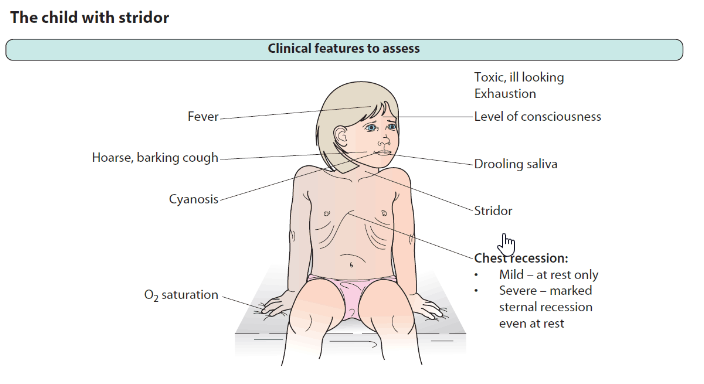 The child with stridor
Clinical features to assess
Toxic, ill looking
Exhaustion
Fever
Level of consciousness
Hoarse, barking cough
Drooling saliva
Cyanosis
Stridor
Chest recession:
• Mild – at rest only
• Severe – marked
sternal recession
even at rest
O₂ saturation